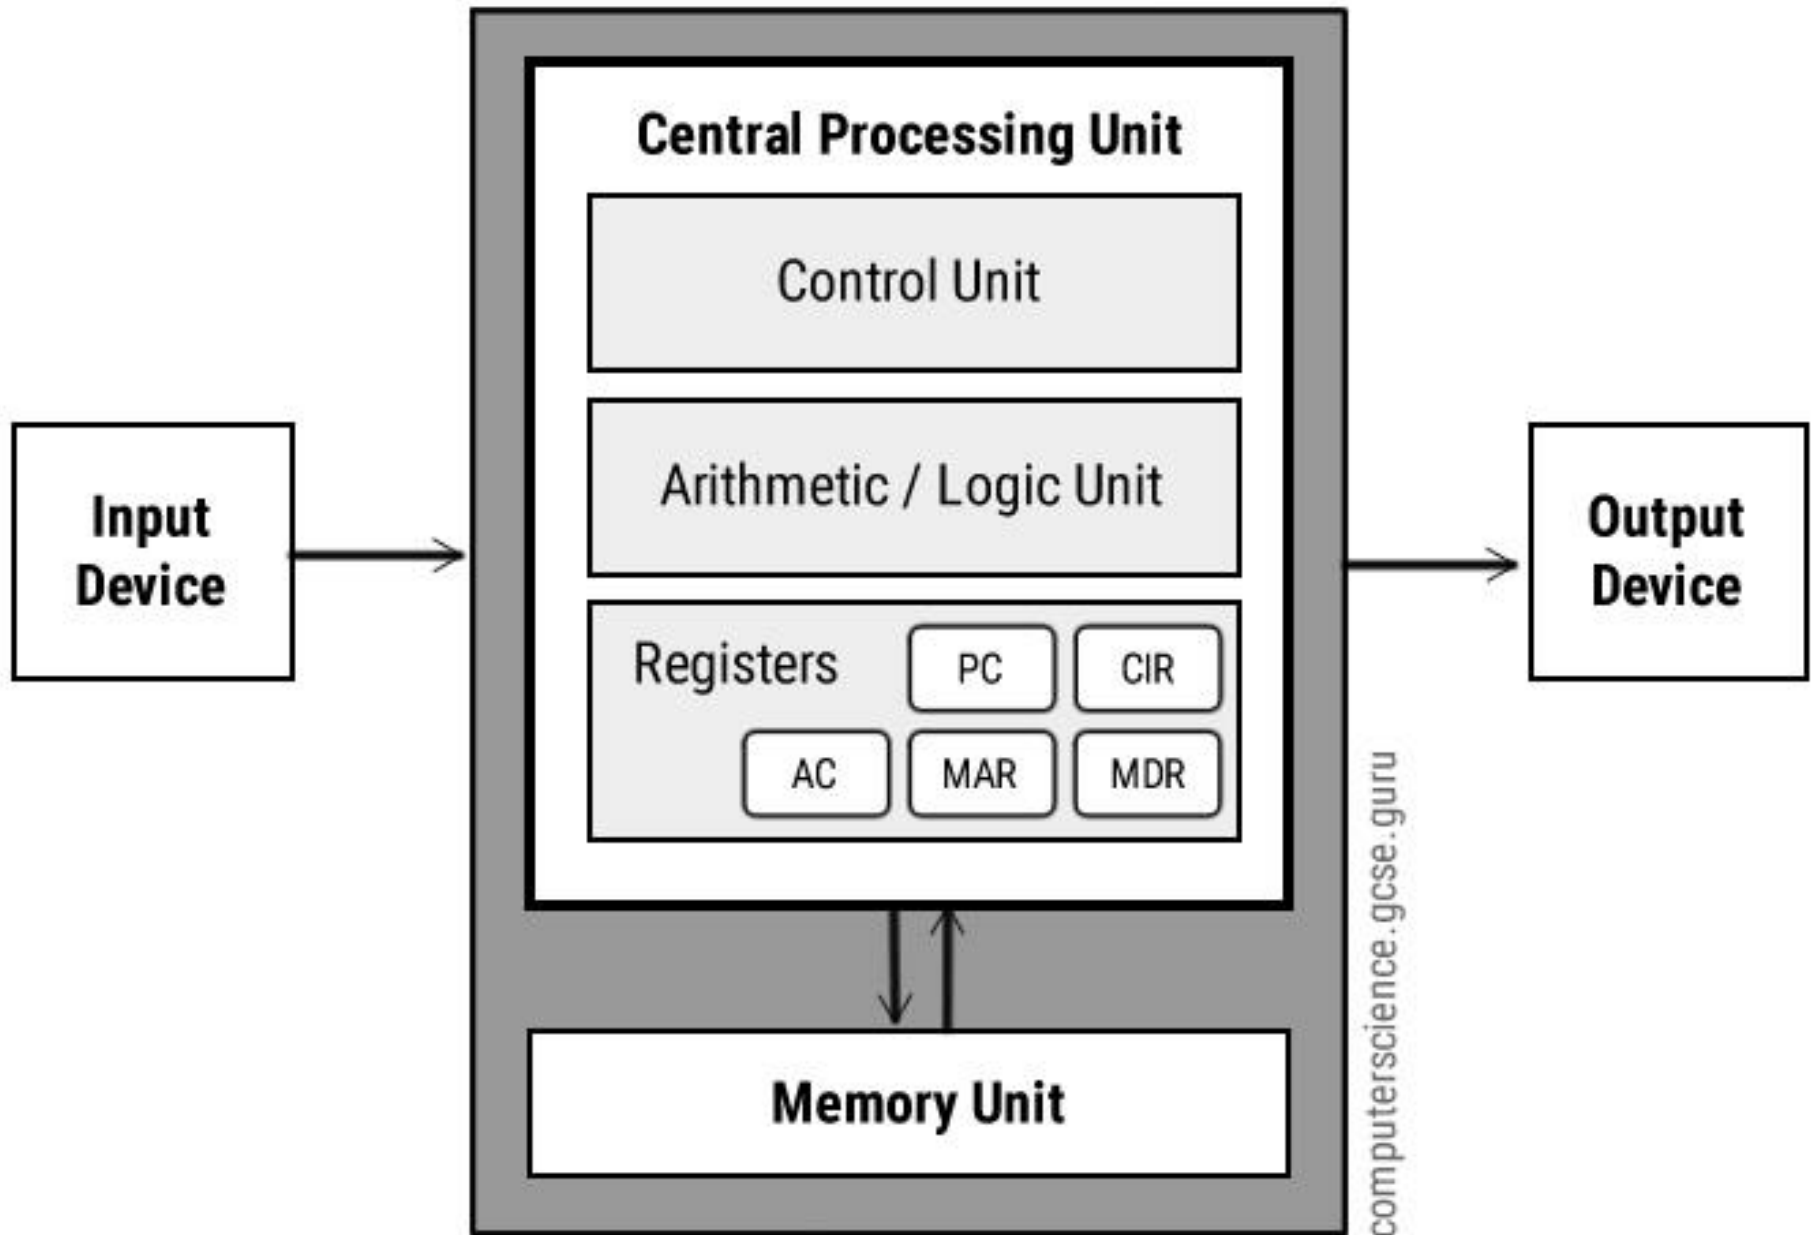 Central Processing Unit
Control Unit
Arithmetic / Logic Unit
Input
Device
Output
Device
Registers
PC
CIR
AC
MAR
MDR
Memory Unit
computerscience.gcse.guru